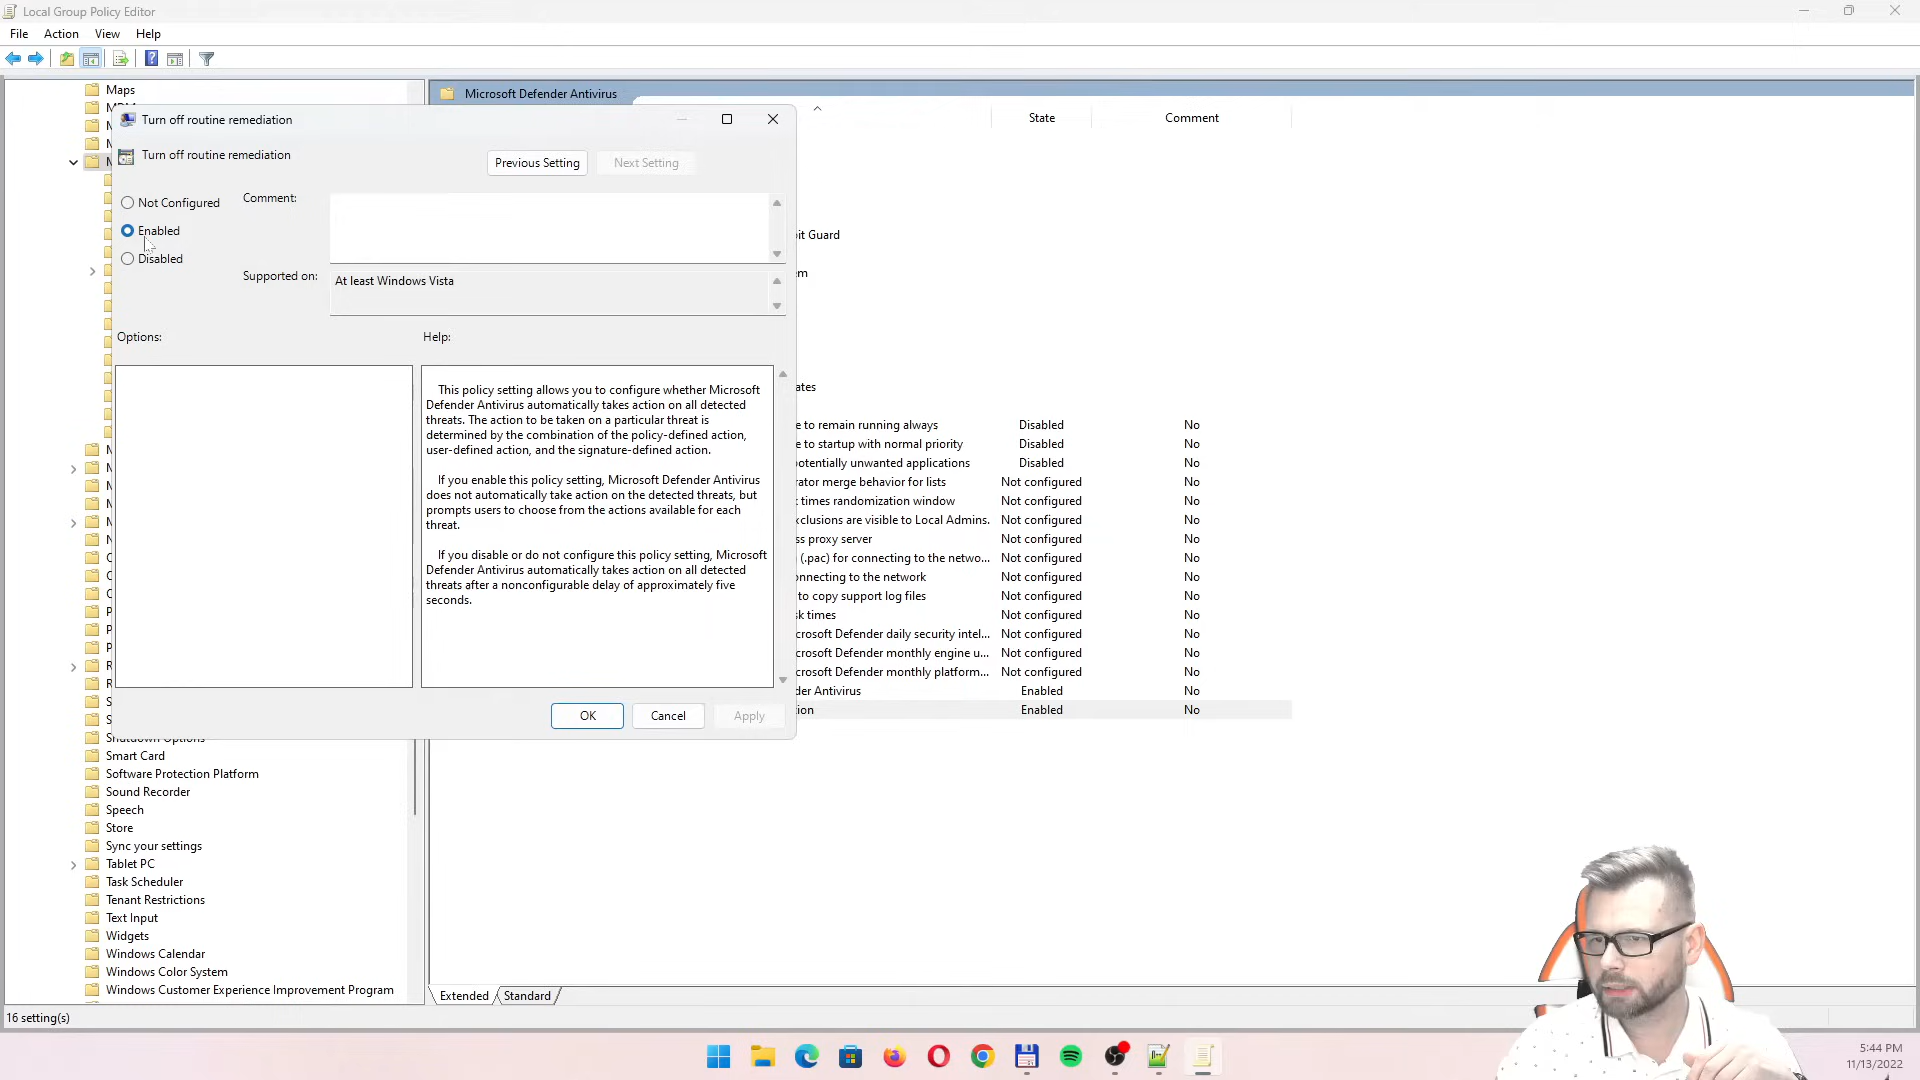 Local Group Policy Editor
File Action View Help
Maps
Microsoft Defender Antivirus
State
Comment
Turn off routine remediation
Turn off routine remediation
Previous Setting
Next Setting
Not Configured
Comment:
Enabled
Disabled
Supported on:
At least Windows Vista
Options:
Help:
This policy setting allows you to configure whether Microsoft
Defender Antivirus automatically takes action on all detected
threats. The action to be taken on a particular threat is
determined by the combination of the policy-defined action,
user-defined action, and the signature-defined action.
If you enable this policy setting, Microsoft Defender Antivirus
does not automatically take action on the detected threats, but
prompts users to choose from the actions available for each
threat.
If you disable or do not configure this policy setting, Microsoft
Defender Antivirus automatically takes action on all detected
threats after a nonconfigurable delay of approximately five
seconds.
OK
Cancel
Apply
it Guard
m
ates
e to remain running always Disabled No
e to startup with normal priority Disabled No
otentially unwanted applications Disabled No
rator merge behavior for lists Not configured No
t times randomization window Not configured No
clusions are visible to Local Admins. Not configured No
ss proxy server Not configured No
(.pac) for connecting to the netwo... Not configured No
onnecting to the network Not configured No
to copy support log files Not configured No
sk times Not configured No
crosoft Defender daily security intel... Not configured No
crosoft Defender monthly engine u... Not configured No
crosoft Defender monthly platform... Not configured No
der Antivirus Enabled No
ion Enabled No
Smart Card
Software Protection Platform
Sound Recorder
Speech
Store
Sync your settings
Tablet PC
Task Scheduler
Tenant Restrictions
Text Input
Widgets
Windows Calendar
Windows Color System
Windows Customer Experience Improvement Program
Extended
Standard
16 setting(s)
5:44 PM
11/13/2022